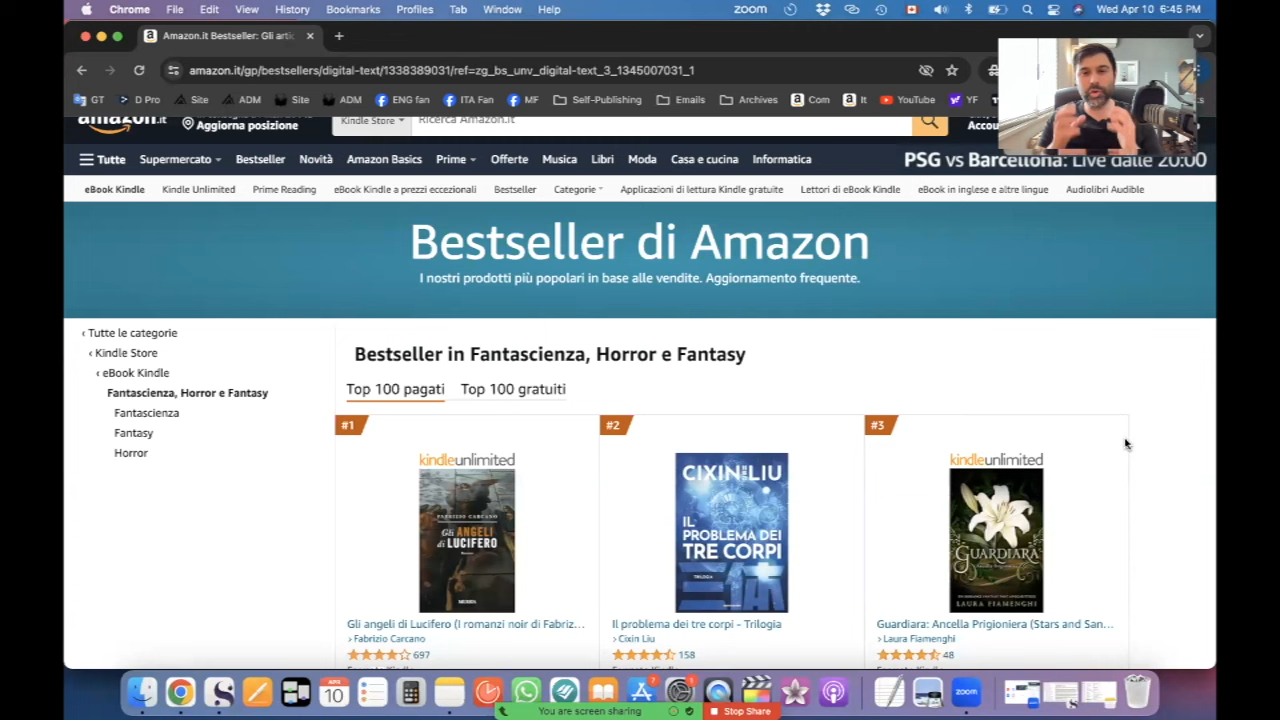 Chrome File Edit View History Bookmarks Profiles Tab Window Help zoom Wed Apr 10 6:45 PM
Amazon.it Bestseller: Gli artic
amazon.it/gp/bestsellers/digital-text/1338389031/ref=zg_bs_unv_digital-text_3_1345007031_1
GT D Pro Site ADM Site ADM ENG fan ITA Fan MF Self-Publishing Emails Archives Com It YouTube YF
amazon.it Aggiorna posizione Kindle Store Ricerca Amazon.it
Tutte Supermercato Bestseller Novità Amazon Basics Prime Offerte Musica Libri Moda Casa e cucina Informatica PSG vs Barcellona: Live dalle 20:00
eBook Kindle Kindle Unlimited Prime Reading eBook Kindle a prezzi eccezionali Bestseller Categorie Applicazioni di lettura Kindle gratuite Lettori di eBook Kindle eBook in inglese e altre lingue Audiolibri Audible
Bestseller di Amazon
I nostri prodotti più popolari in base alle vendite. Aggiornamento frequente.
‹ Tutte le categorie
‹ Kindle Store
‹ eBook Kindle
Fantascienza, Horror e Fantasy
Fantascienza
Fantasy
Horror
Bestseller in Fantascienza, Horror e Fantasy
Top 100 pagati Top 100 gratuiti
#1
kindleunlimited
FABRIZIO CARCANO
Gli ANGELI
di LUCIFERO
MURSIA
Gli angeli di Lucifero (I romanzi noir di Fabriz...
› Fabrizio Carcano
697
#2
CIXIN LIU
IL
PROBLEMA DEI
TRE CORPI
TRILOGIA
三体
Il problema dei tre corpi - Trilogia
› Cixin Liu
158
#3
kindleunlimited
GUARDIARA
LAURA FIAMENGHI
Guardiara: Ancella Prigioniera (Stars and San...
› Laura Fiamenghi
48
APR
10
zoom
You are screen sharing Stop Share